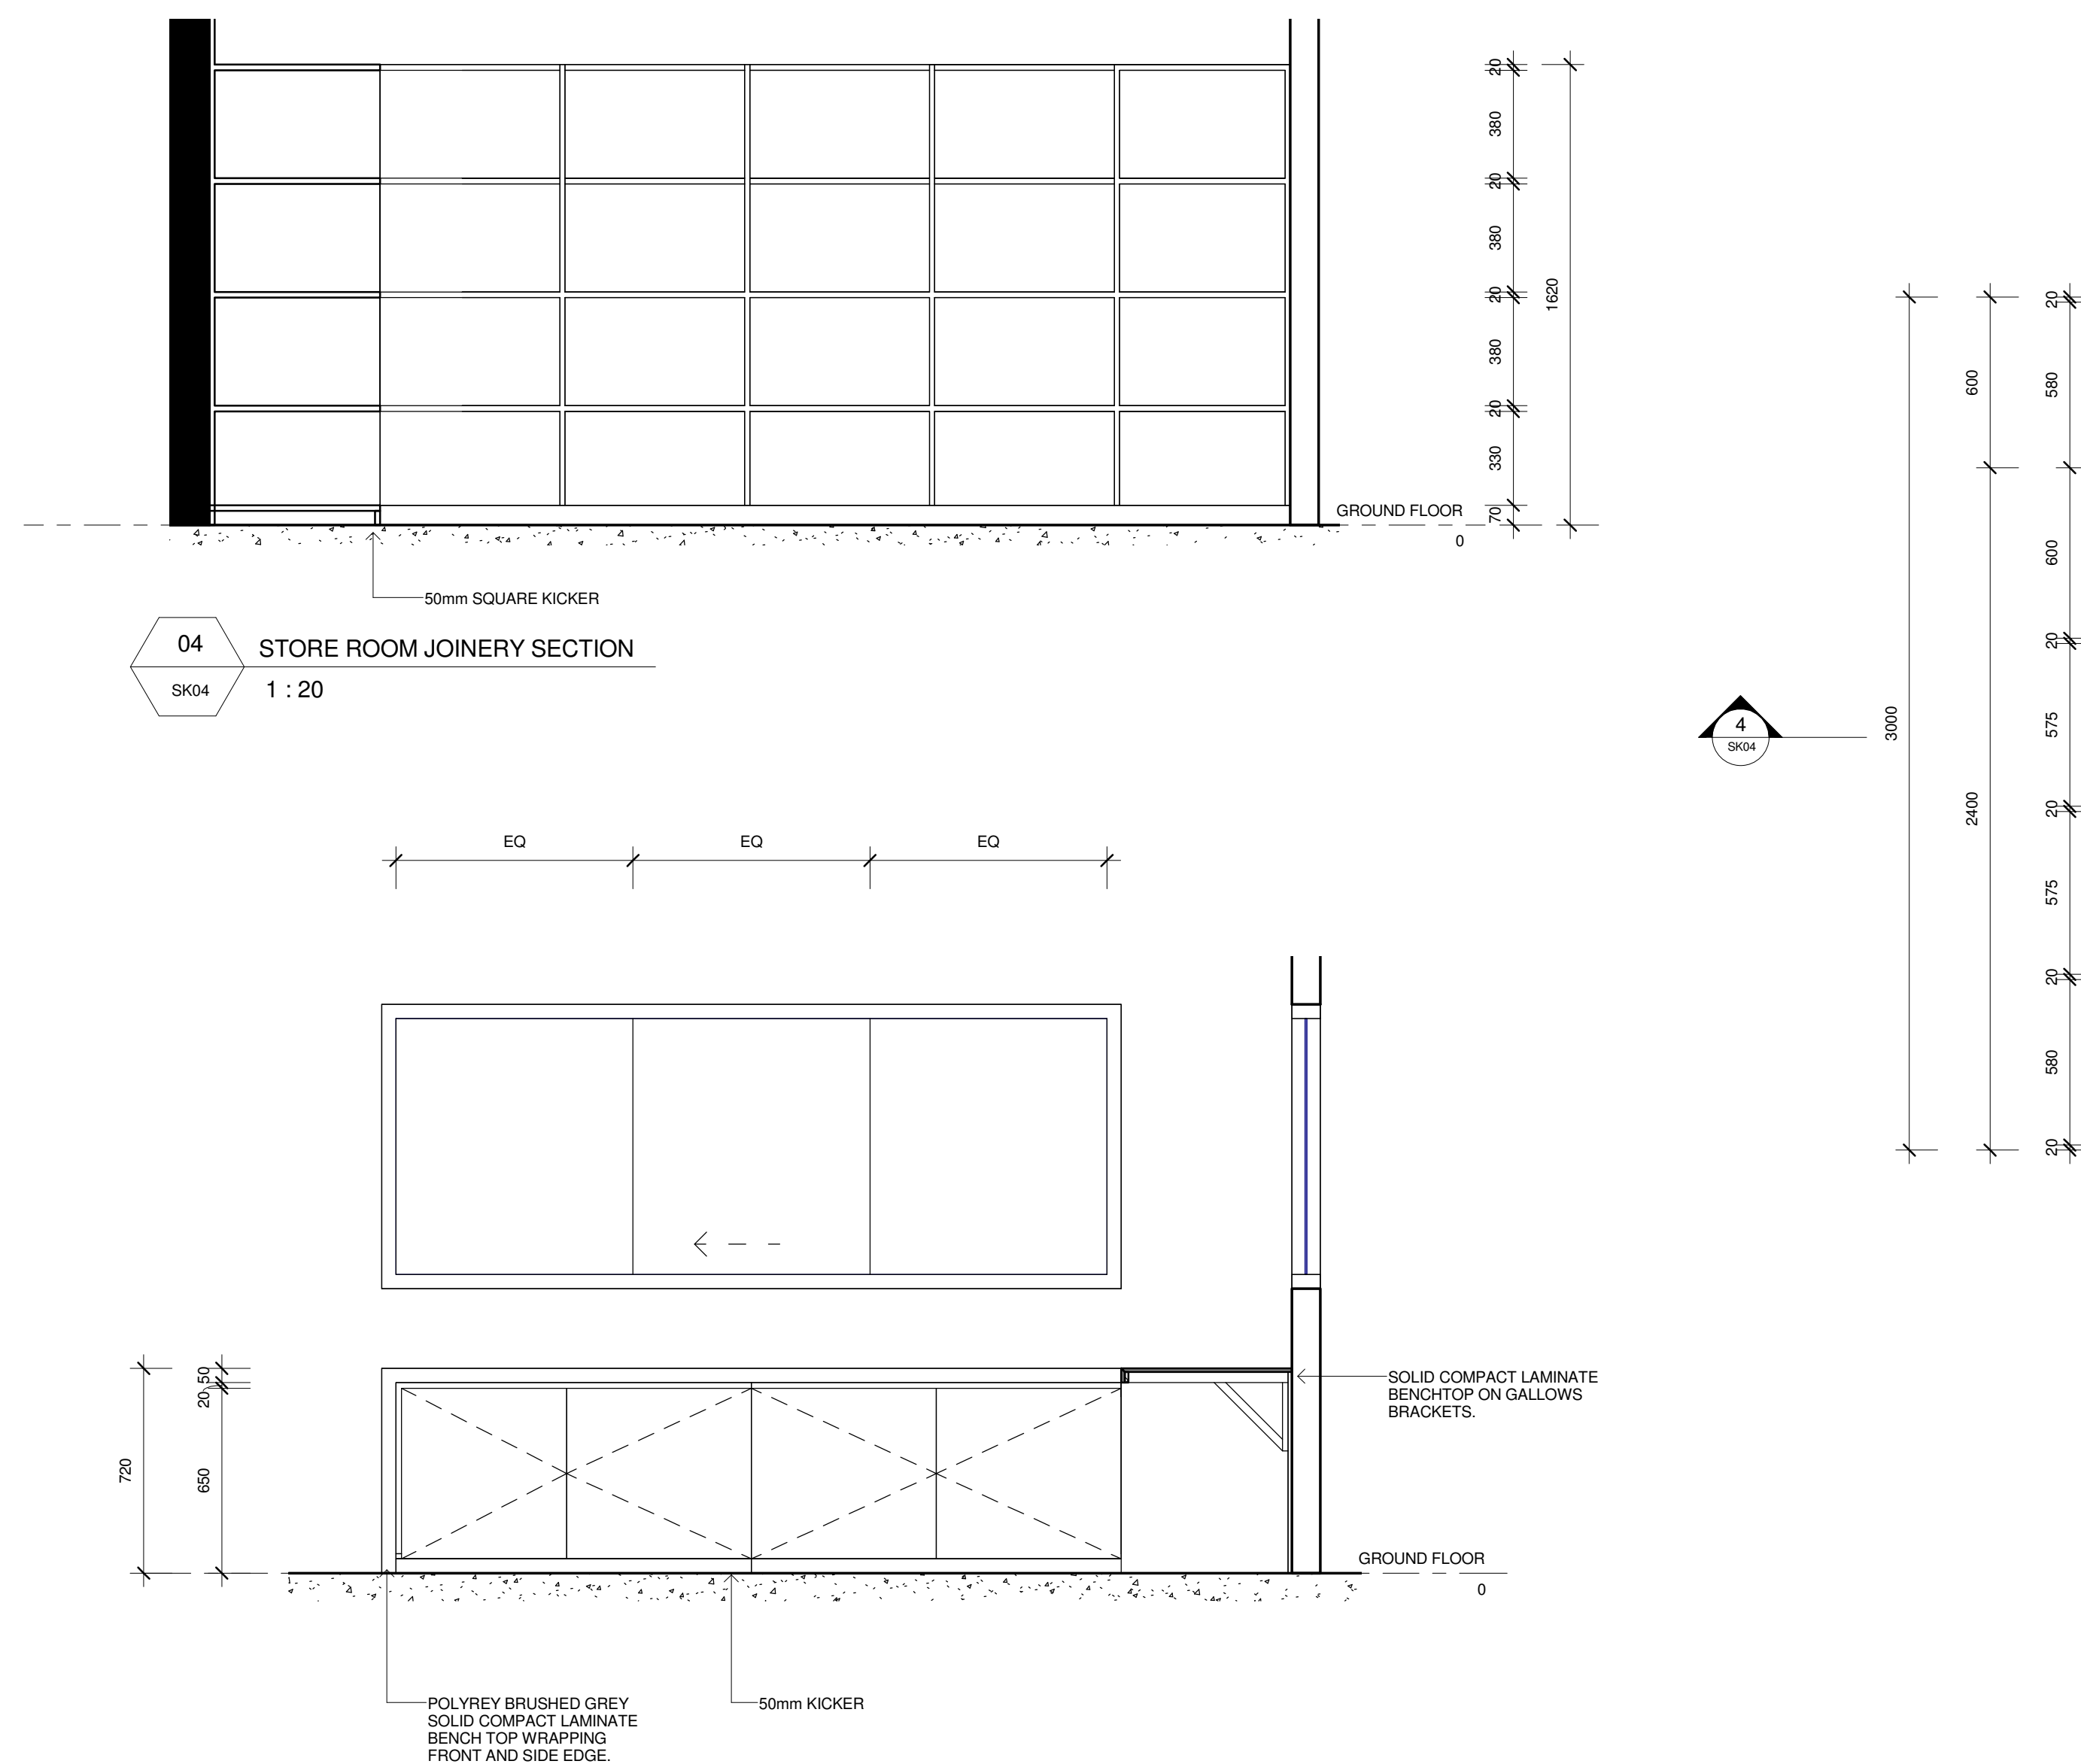 20
380
20
380
20
380
20
330
70
1620
GROUND FLOOR
0
50mm SQUARE KICKER
04
SK04
STORE ROOM JOINERY SECTION
1 : 20
4
SK04
3000
600
2400
20
580
600
20
575
20
575
20
580
20
EQ
EQ
EQ
720
50
20
650
SOLID COMPACT LAMINATE
BENCHTOP ON GALLOWS
BRACKETS.
GROUND FLOOR
0
POLYREY BRUSHED GREY
SOLID COMPACT LAMINATE
BENCH TOP WRAPPING
FRONT AND SIDE EDGE.
50mm KICKER